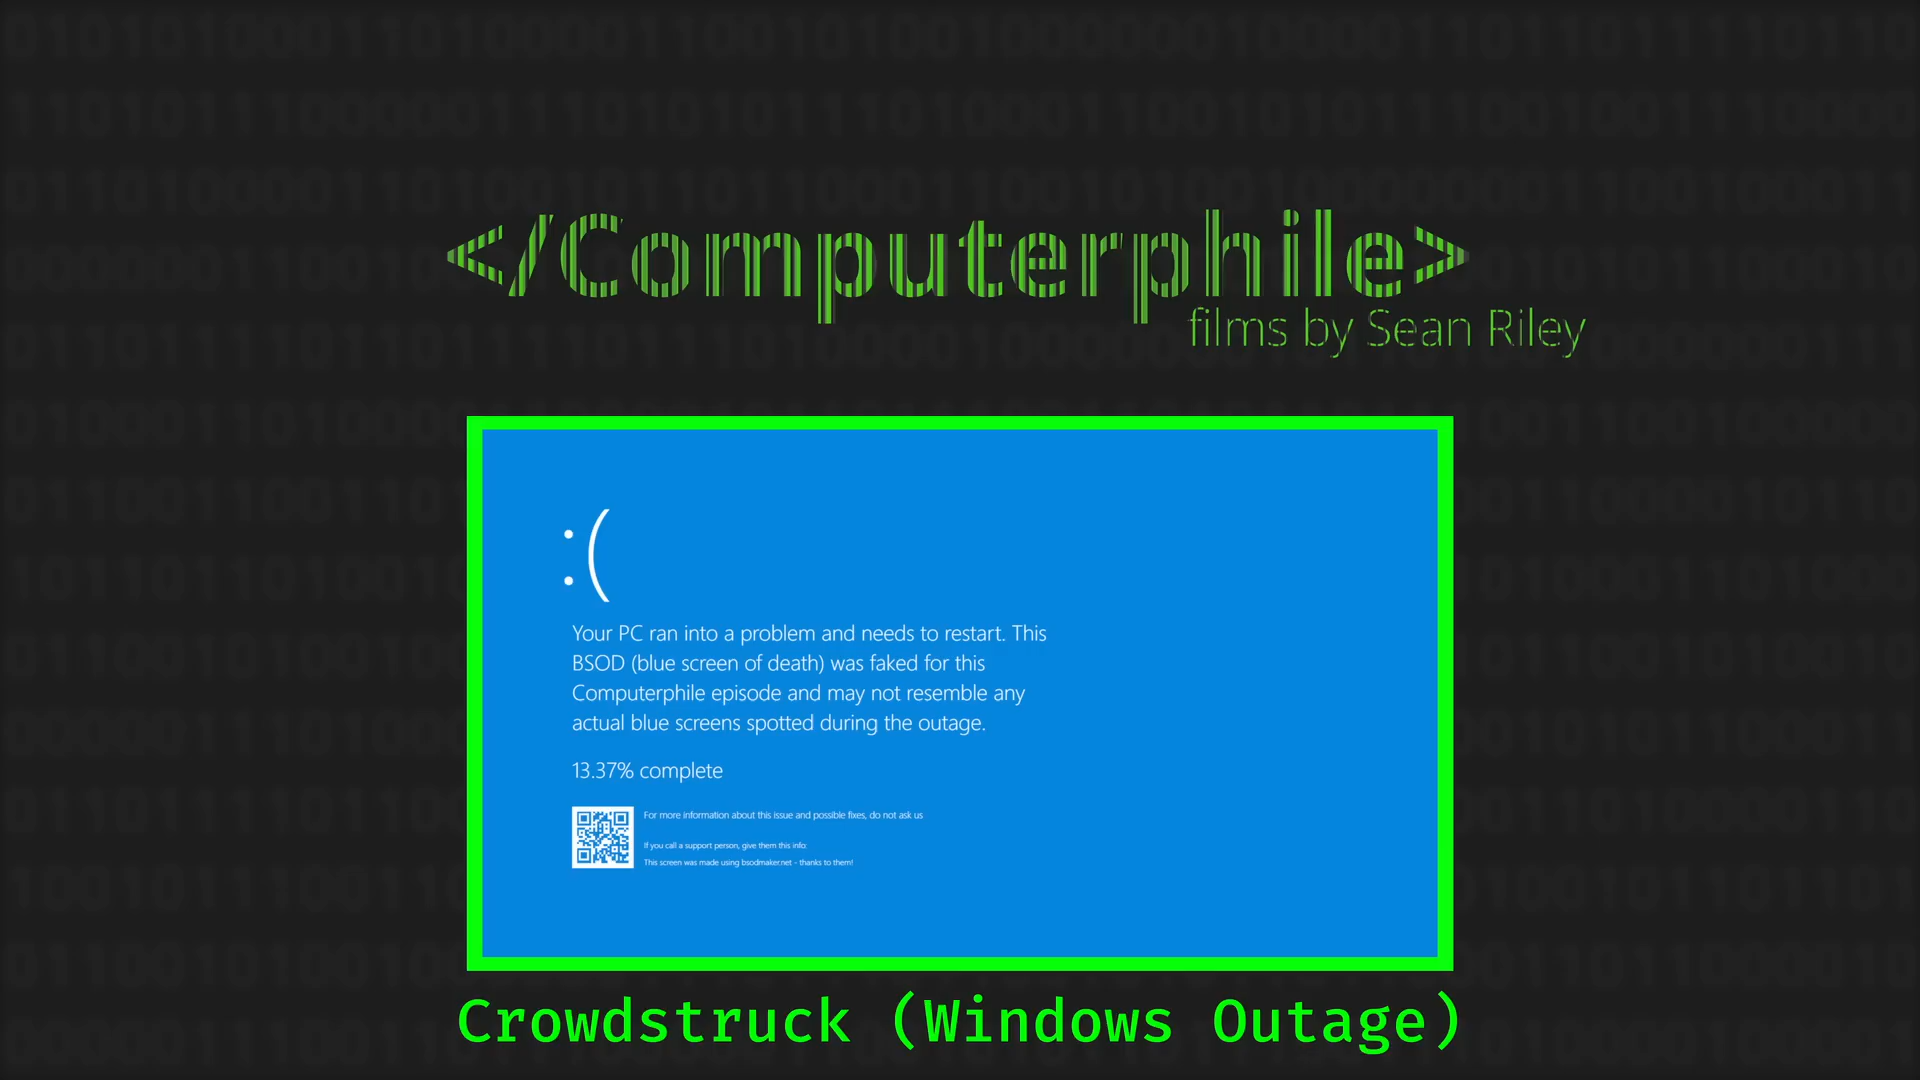 </Computerphile>
films by Sean Riley
:(
Your PC ran into a problem and needs to restart. This
BSOD (blue screen of death) was faked for this
Computerphile episode and may not resemble any
actual blue screens spotted during the outage.
13.37% complete
For more information about this issue and possible fixes, do not ask us
If you call a support person, give them this info:
This screen was made using bsodmaker.net - thanks to them!
Crowdstruck (Windows Outage)